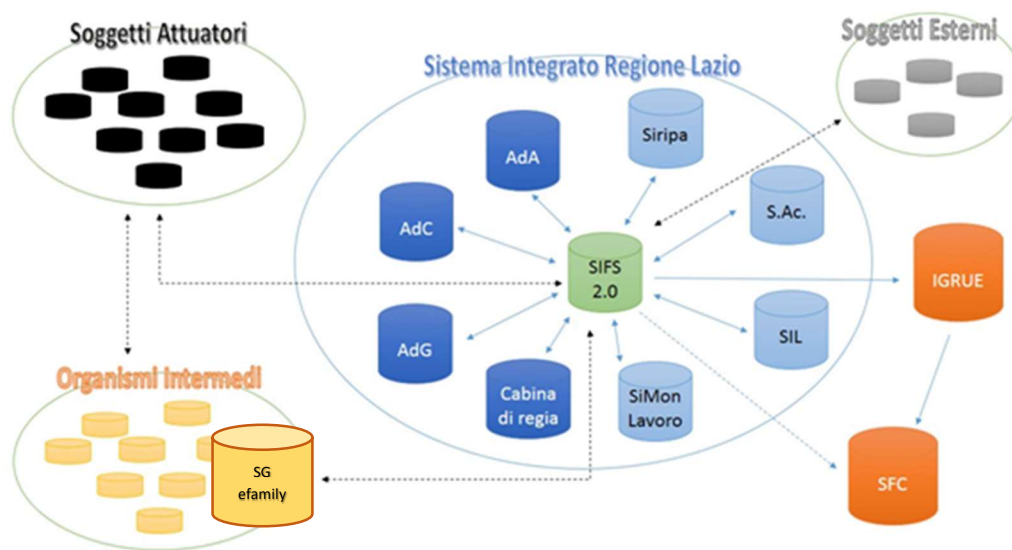 Soggetti Attuatori
Soggetti Esterni
Sistema Integrato Regione Lazio
AdA
Siripa
AdC
S.Ac.
SIFS
2.0
IGRUE
AdG
SIL
Cabina
di regia
SiMon
Lavoro
Organismi Intermedi
SG
efamily
SFC